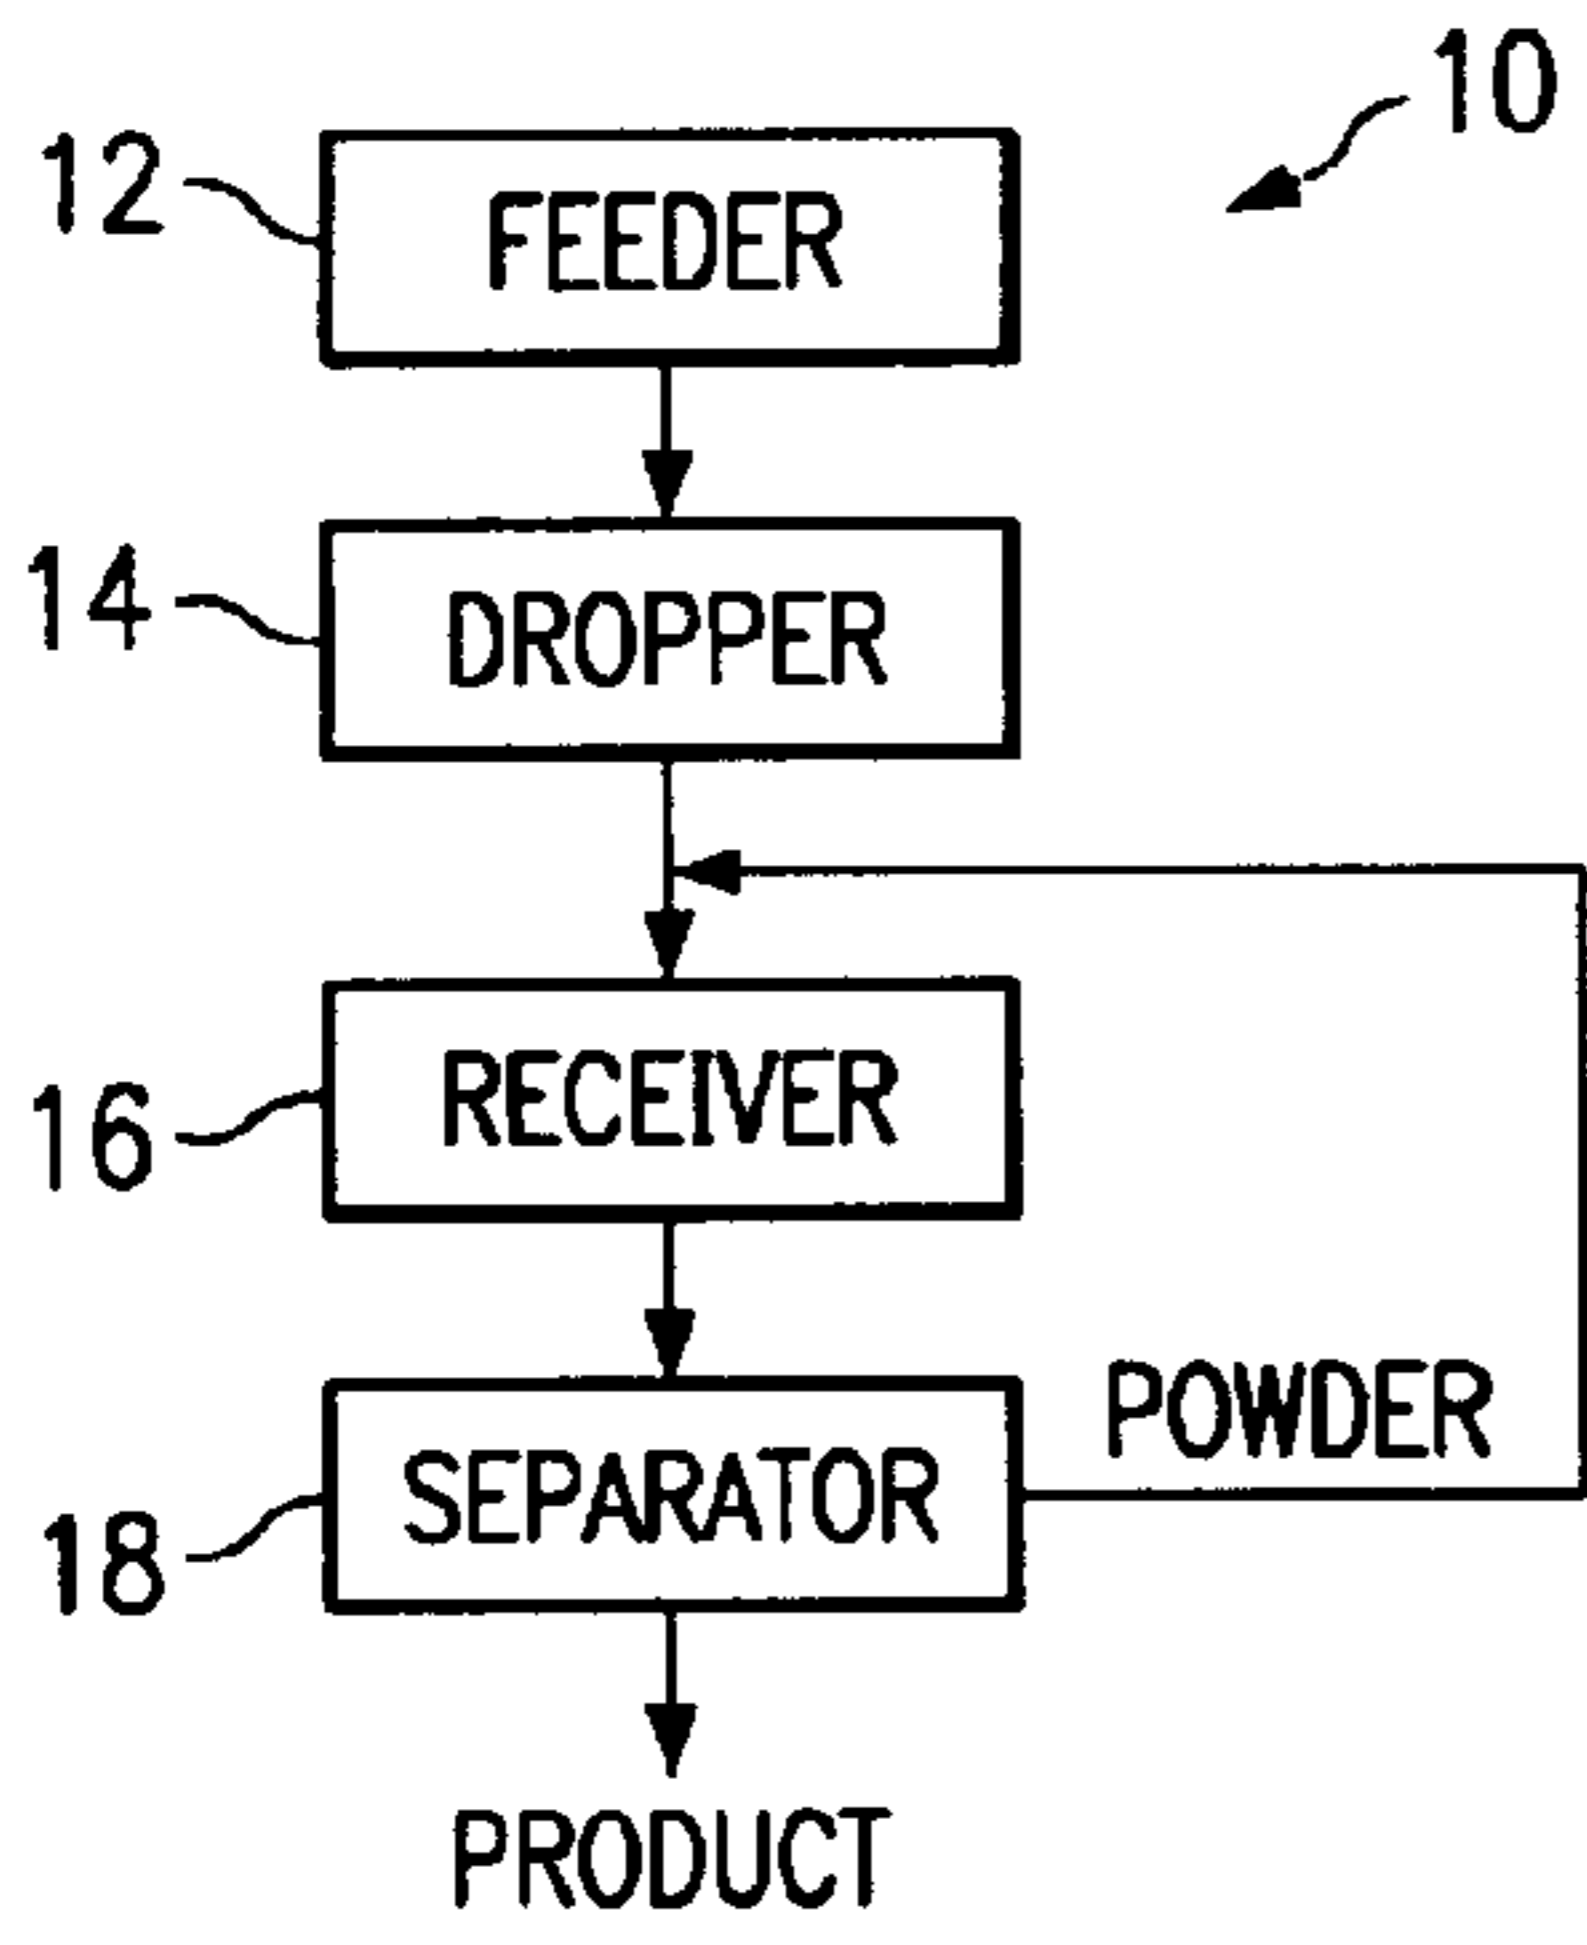 10
12
FEEDER
14
DROPPER
16
RECEIVER
POWDER
18
SEPARATOR
PRODUCT